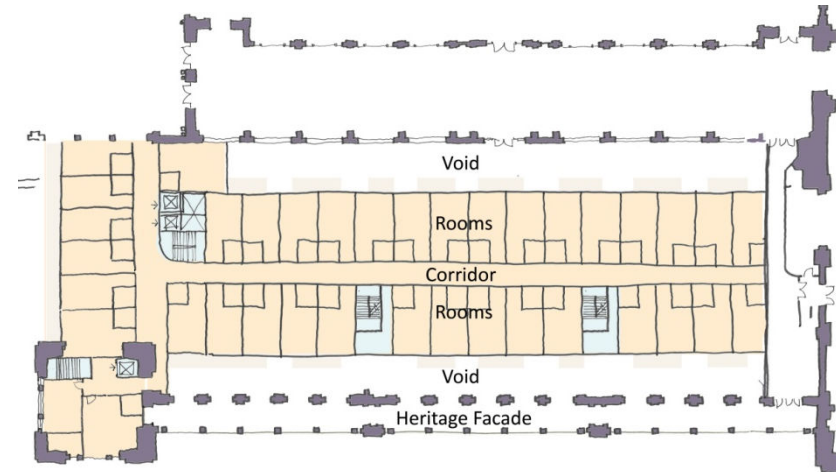 Void
Rooms
Corridor
Rooms
Void
Heritage Facade